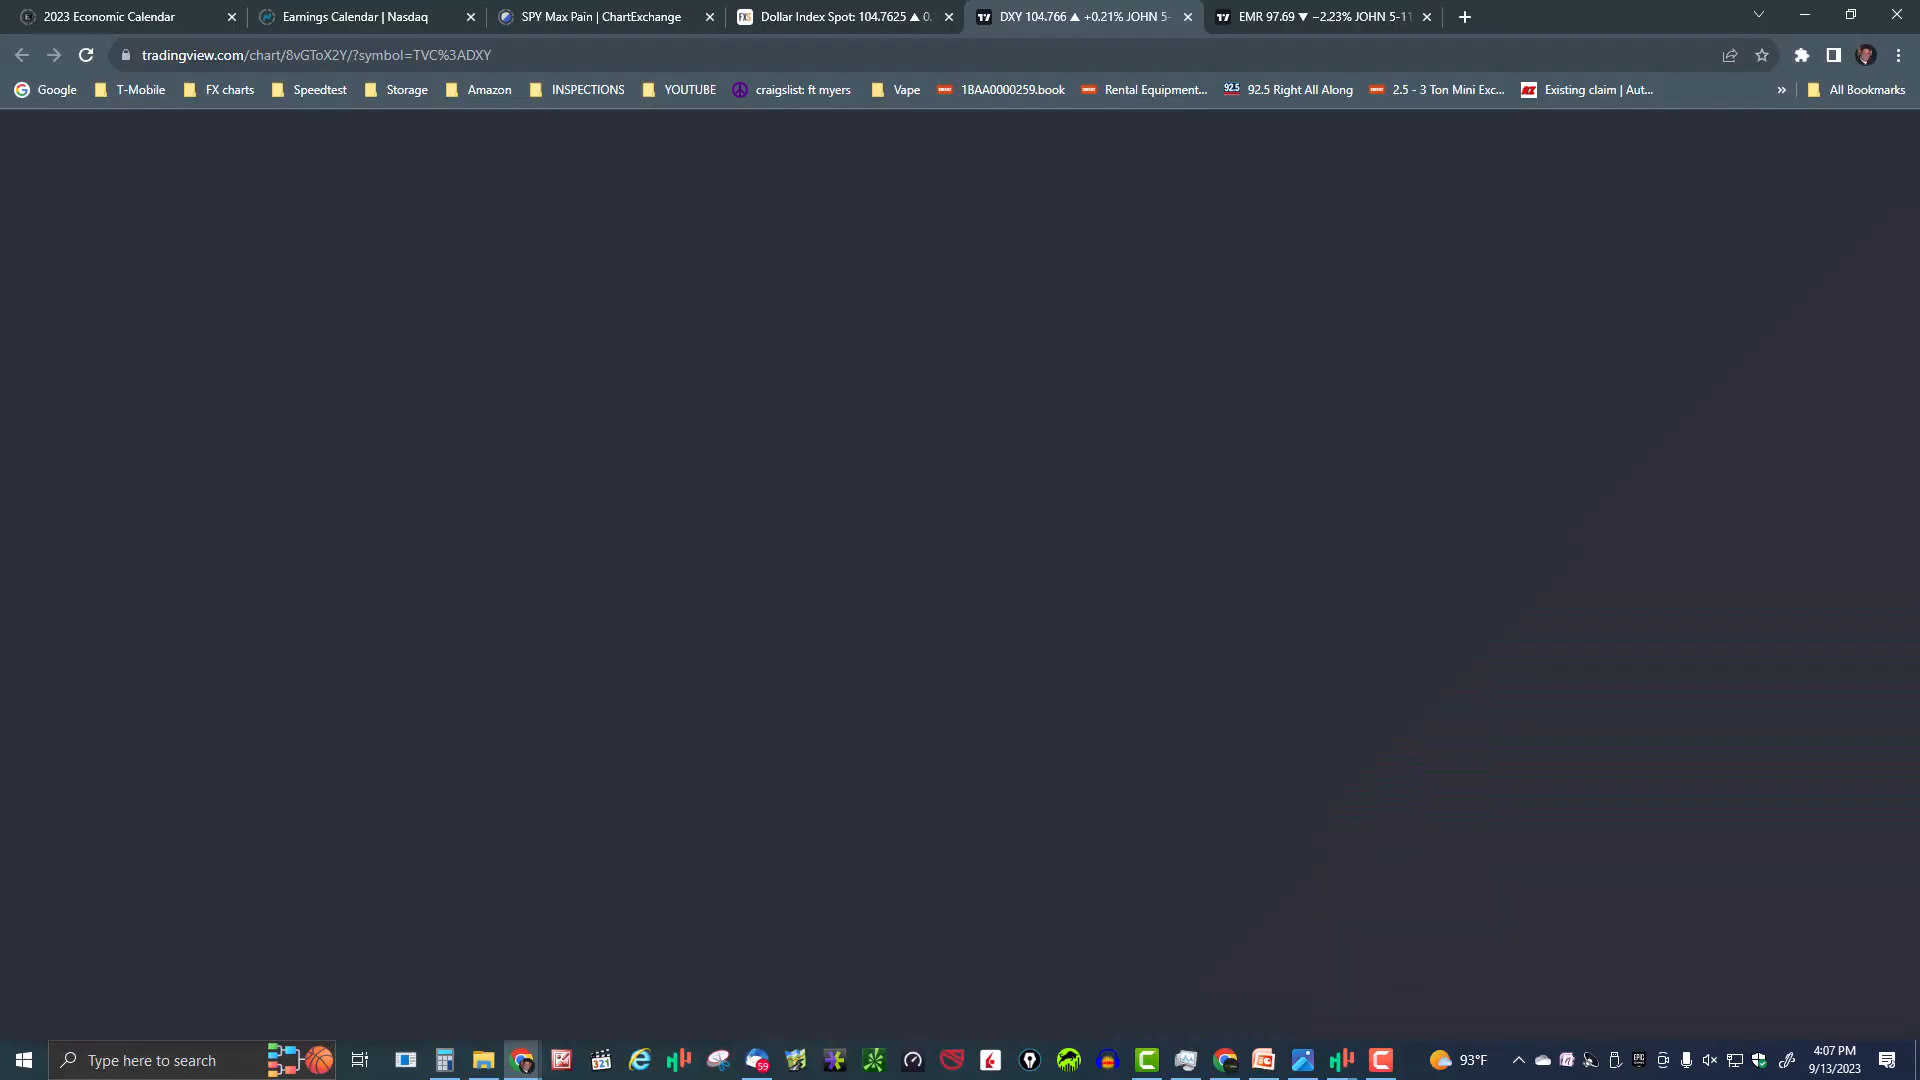 2023 Economic Calendar
Earnings Calendar | Nasdaq
SPY Max Pain | ChartExchange
Dollar Index Spot: 104.7625 ▲ 0.
DXY 104.766 ▲ +0.21% JOHN 5-
EMR 97.69 ▼ −2.23% JOHN 5-11
tradingview.com/chart/8vGToX2Y/?symbol=TVC%3ADXY
Google
T-Mobile
FX charts
Speedtest
Storage
Amazon
INSPECTIONS
YOUTUBE
craigslist: ft myers
Vape
1BAA0000259.book
Rental Equipment...
92.5 Right All Along
2.5 - 3 Ton Mini Exc...
Existing claim | Aut...
»
All Bookmarks
Type here to search
321
59
93°F
4:07 PM
9/13/2023